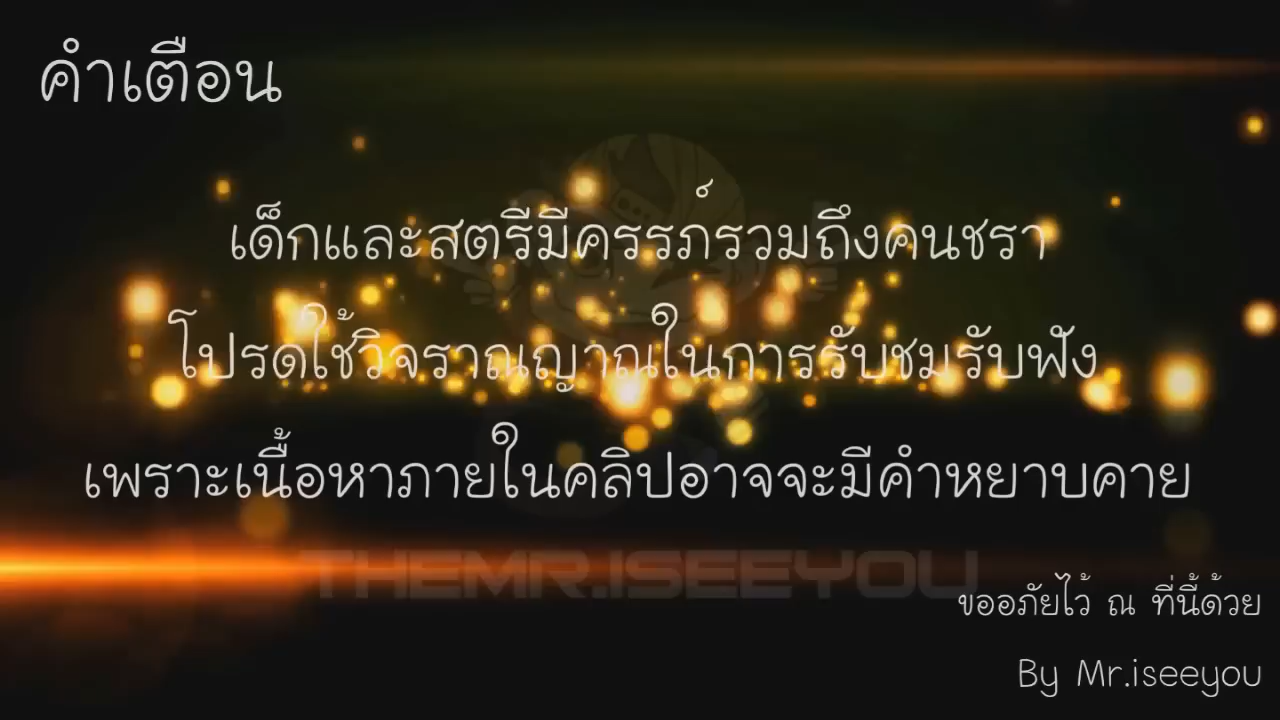 คำเตือน
เด็กและสตรีมีครรภ์รวมถึงคนชรา
โปรดใช้วิจราณญาณในการรับชมรับฟัง
เพราะเนื้อหาภายในคลิปอาจจะมีคำหยาบคาย
THEMR.ISEEYOU
ขออภัยไว้ ณ ที่นี้ด้วย
By Mr.iseeyou